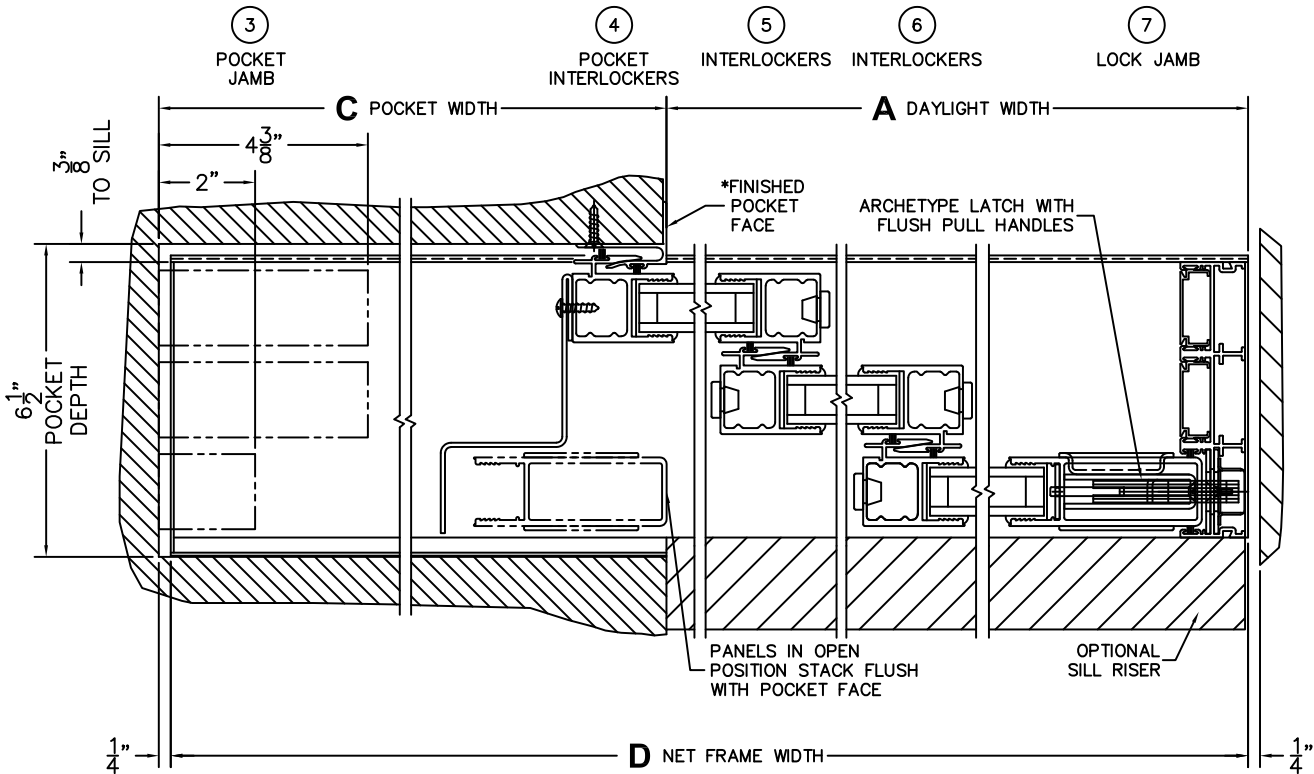 3
POCKET
JAMB
4
POCKET
INTERLOCKERS
5
INTERLOCKERS
6
INTERLOCKERS
7
LOCK JAMB
C POCKET WIDTH
A DAYLIGHT WIDTH
4 3/8"
2"
3/8"
TO SILL
*FINISHED
POCKET
FACE
ARCHETYPE LATCH WITH
FLUSH PULL HANDLES
6 1/2"
POCKET
DEPTH
PANELS IN OPEN
POSITION STACK FLUSH
WITH POCKET FACE
OPTIONAL
SILL RISER
1/4"
D NET FRAME WIDTH
1/4"